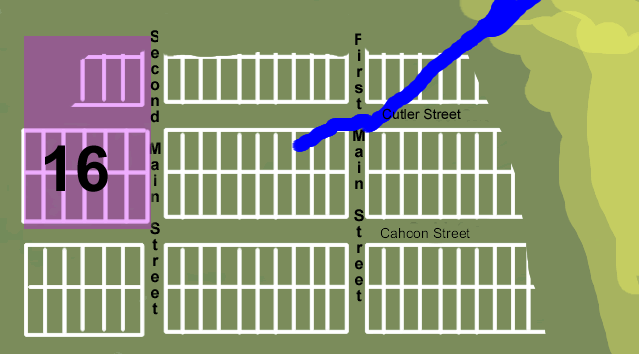 Second Main Street
First Main Street
Cutler Street
16
Cahcon Street